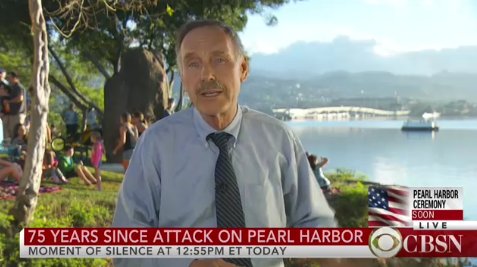 PEARL HARBOR
CEREMONY
SOON
LIVE
75 YEARS SINCE ATTACK ON PEARL HARBOR
MOMENT OF SILENCE AT 12:55PM ET TODAY
CBSN